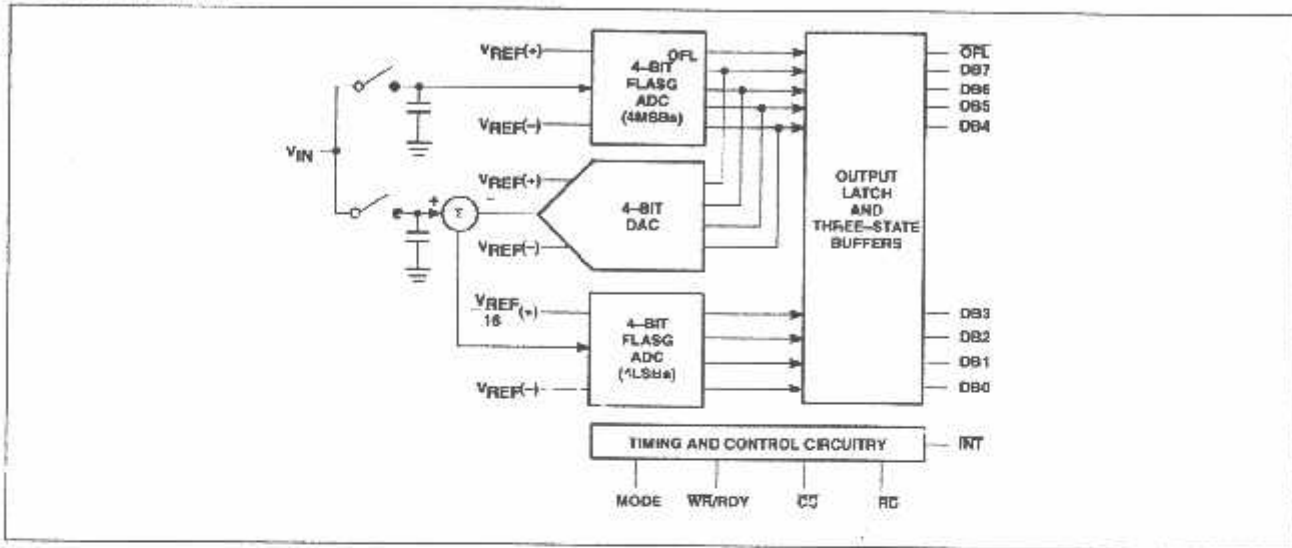 VREF(+)
OFL
4-BIT
FLASG
ADC
(4MSBs)
VREF(-)
VIN
VREF(+)
4-BIT
DAC
VREF(-)
+
Σ
-
VREF(+)
16
4-BIT
FLASG
ADC
(4LSBs)
VREF(-)
OUTPUT
LATCH
AND
THREE-STATE
BUFFERS
OFL
DB7
DB6
DB5
DB4
DB3
DB2
DB1
DB0
TIMING AND CONTROL CIRCUITRY
INT
MODE
WR/RDY
CS
RD